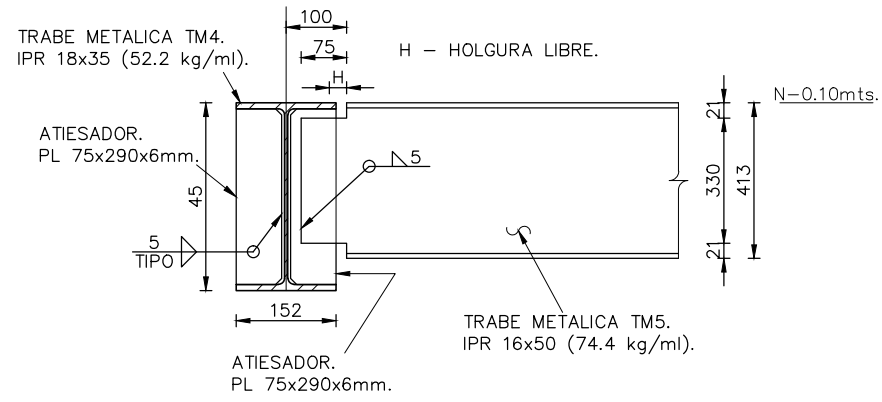 100
TRABE METALICA TM4.
IPR 18x35 (52.2 kg/ml).
75
H - HOLGURA LIBRE.
H
N-0.10mts.
21
ATIESADOR.
PL 75x290x6mm.
5
45
330
413
5
TIPO
21
152
TRABE METALICA TM5.
IPR 16x50 (74.4 kg/ml).
ATIESADOR.
PL 75x290x6mm.